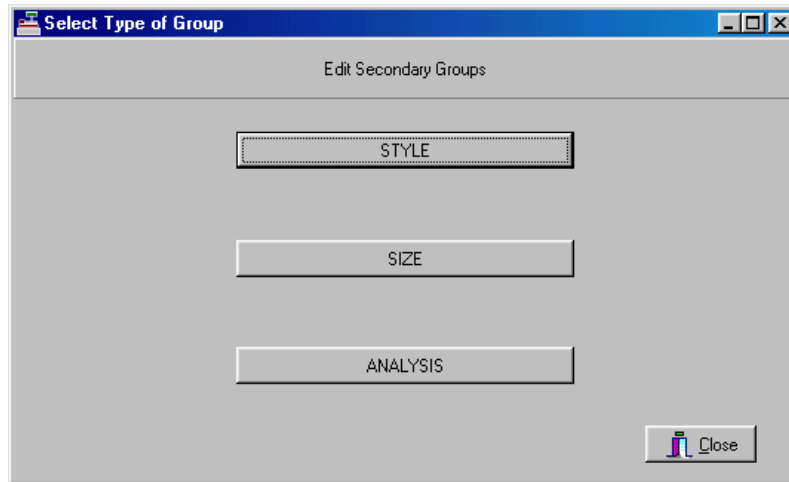 Select Type of Group
Edit Secondary Groups
STYLE
SIZE
ANALYSIS
Close